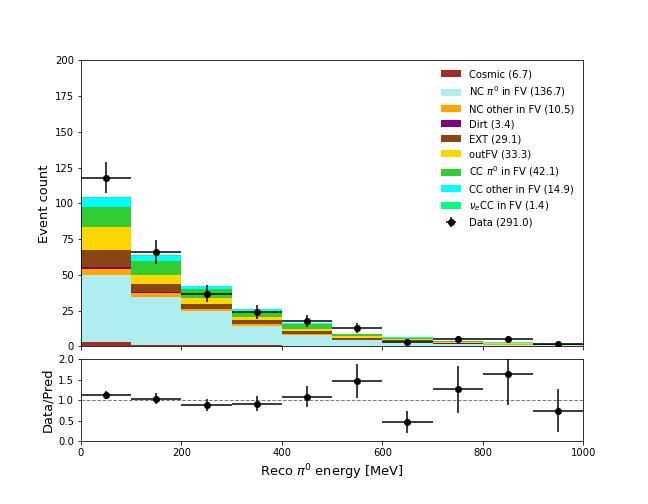 200
175
150
125
100
75
50
25
0
Event count
Cosmic (6.7)
NC π⁰ in FV (136.7)
NC other in FV (10.5)
Dirt (3.4)
EXT (29.1)
outFV (33.3)
CC π⁰ in FV (42.1)
CC other in FV (14.9)
νₑCC in FV (1.4)
Data (291.0)
2.0
1.5
1.0
0.5
0.0
Data/Pred
0 200 400 600 800 1000
Reco π⁰ energy [MeV]